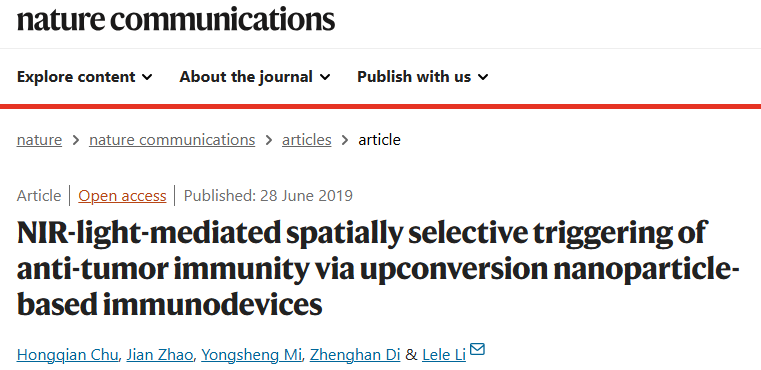 nature communications
Explore content About the journal Publish with us
nature > nature communications > articles > article
Article | Open access | Published: 28 June 2019
NIR-light-mediated spatially selective triggering of
anti-tumor immunity via upconversion nanoparticle-
based immunodevices
Hongqian Chu, Jian Zhao, Yongsheng Mi, Zhenghan Di & Lele Li